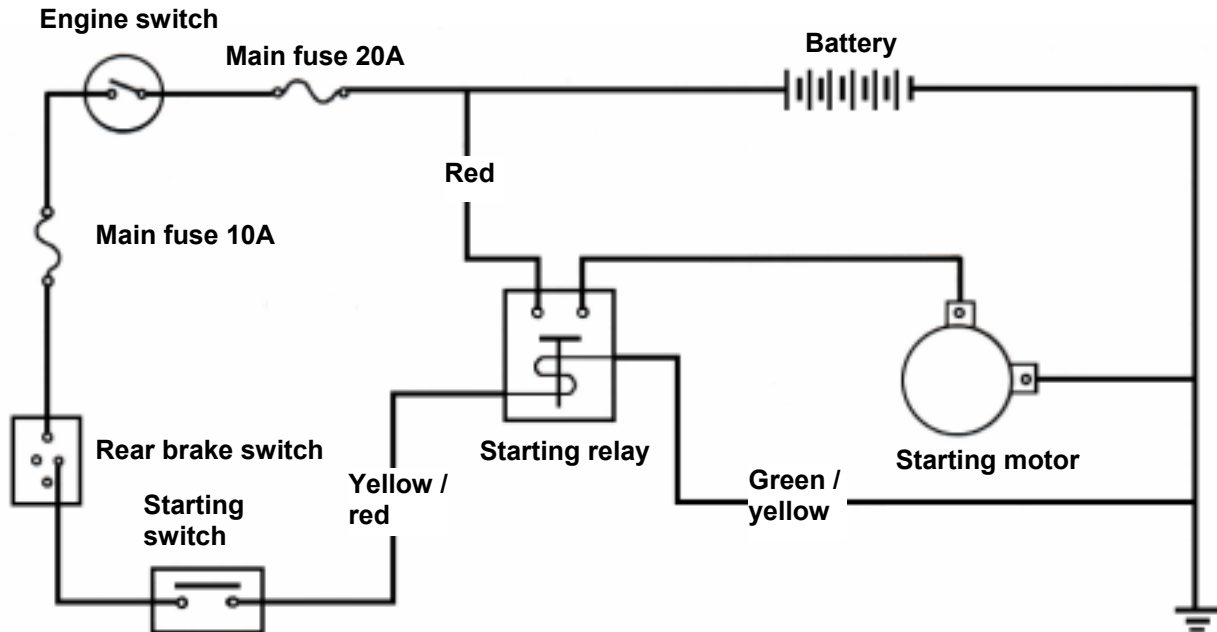 Engine switch
Main fuse 20A
Battery
Red
Main fuse 10A
Rear brake switch
Starting relay
Starting motor
Yellow /
red
Green /
yellow
Starting
switch